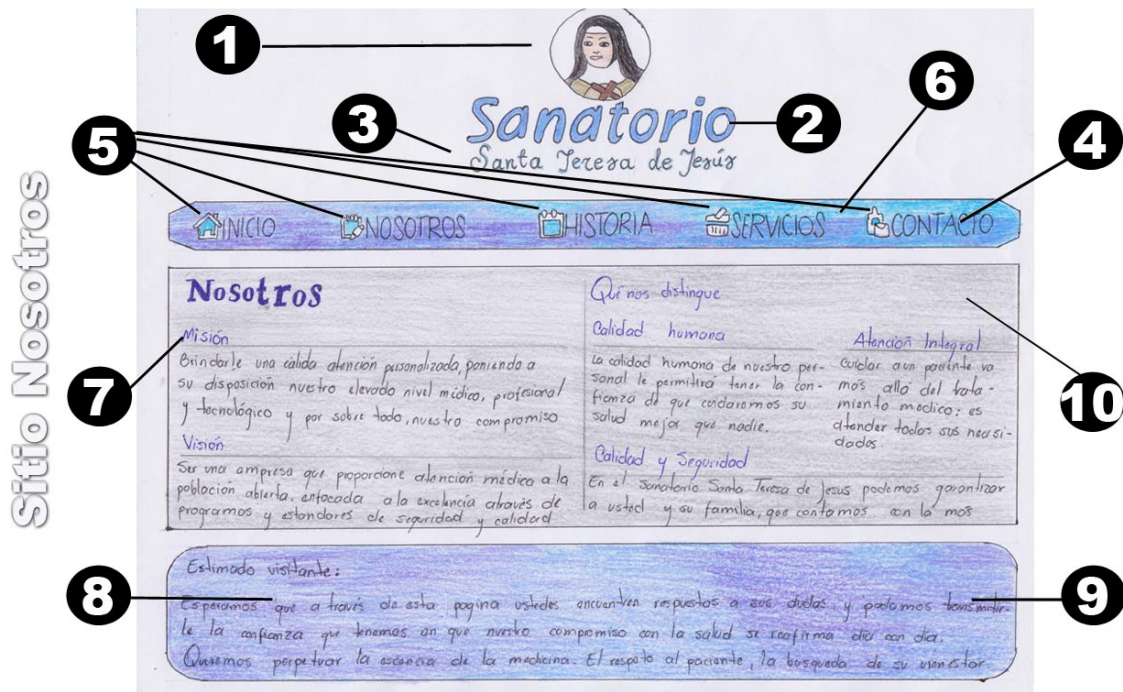 Sitio Nosotros
1
2
3
4
5
6
7
8
9
10
Sanatorio
Santa Teresa de Jesús
INICIO NOSOTROS HISTORIA SERVICIOS CONTACTO
Nosotros
Misión
Brindarle una cálida atención personalizada, poniendo a
su disposición nuestro elevado nivel médico, profesional
y tecnológico y por sobre todo, nuestro compromiso
Visión
Ser una empresa que proporcione atención médica a la
población abierta, enfocada a la excelencia através de
programas y estandares de seguridad y calidad
Qué nos distingue
Calidad humana
La calidad humana de nuestro per-
sonal le permitirá tener la con-
fianza de que cuidaremos su
salud mejor que nadie.
Atención Integral
Cuidar a un paciente va
más allá del trata-
miento medico; es
atender todas sus necesi-
dades.
Calidad y Seguridad
En el Sanatorio Santa Teresa de Jesus podemos garantizar
a usted y su familia, que contamos con la mas
Estimado visitante:
Esperamos que a través de esta pagina ustedes encuentren respuestas a sus dudas, y podamos transmitir-
le la confianza que tenemos en que nuestro compromiso con la salud se reafirma día con día.
Queremos perpetuar la esencia de la medicina. El respeto al paciente, la busqueda de su bienestar